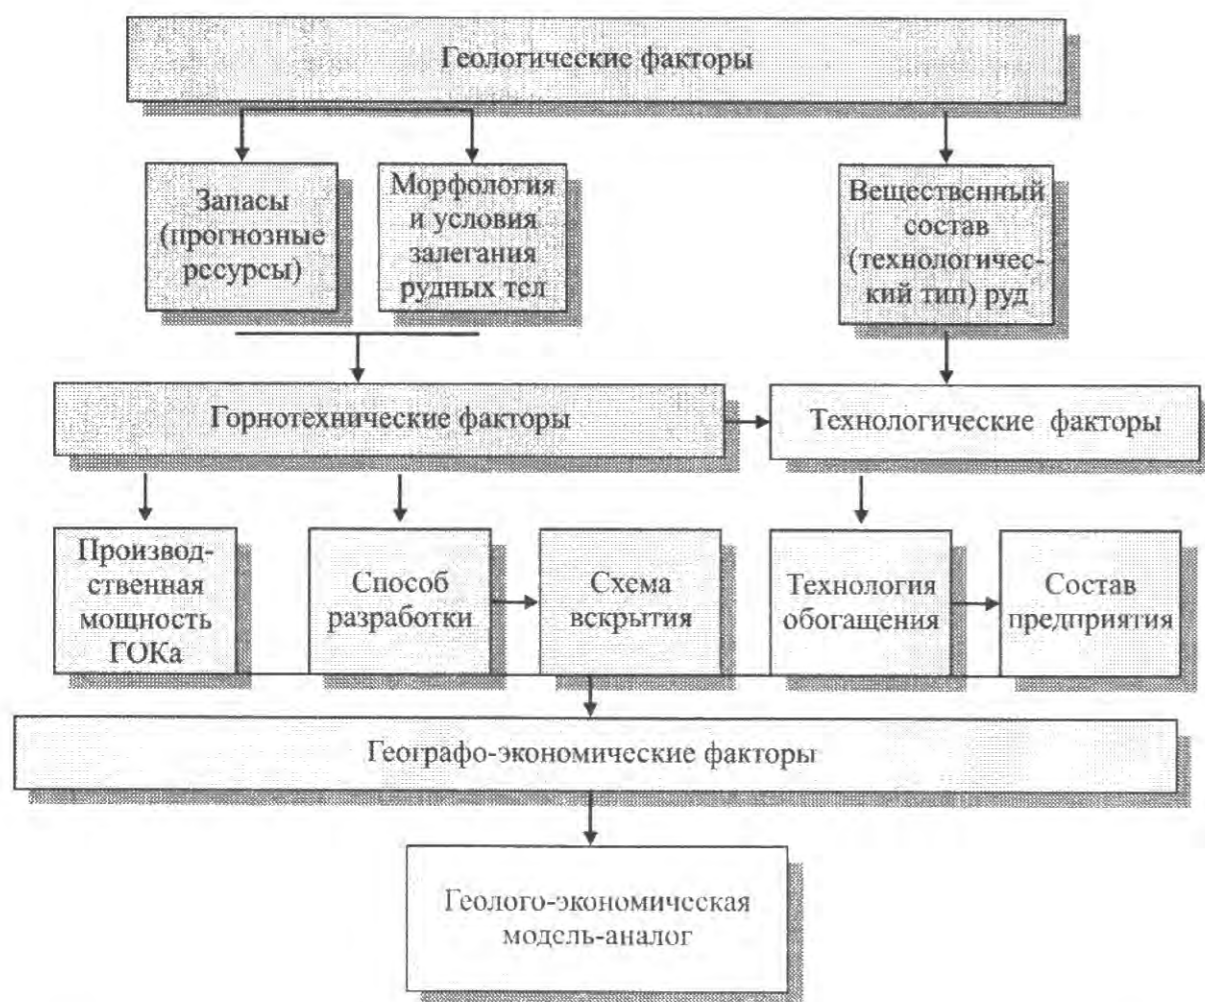 Геологические факторы
Запасы
(прогнозные
ресурсы)
Морфология
и условия
залегания
рудных тел
Вещественный
состав
(технологичес-
кий тип) руд
Горнотехнические факторы
Технологические факторы
Производ-
ственная
мощность
ГОКа
Способ
разработки
Схема
вскрытия
Технология
обогащения
Состав
предприятия
Географо-экономические факторы
Геолого-экономическая
модель-аналог